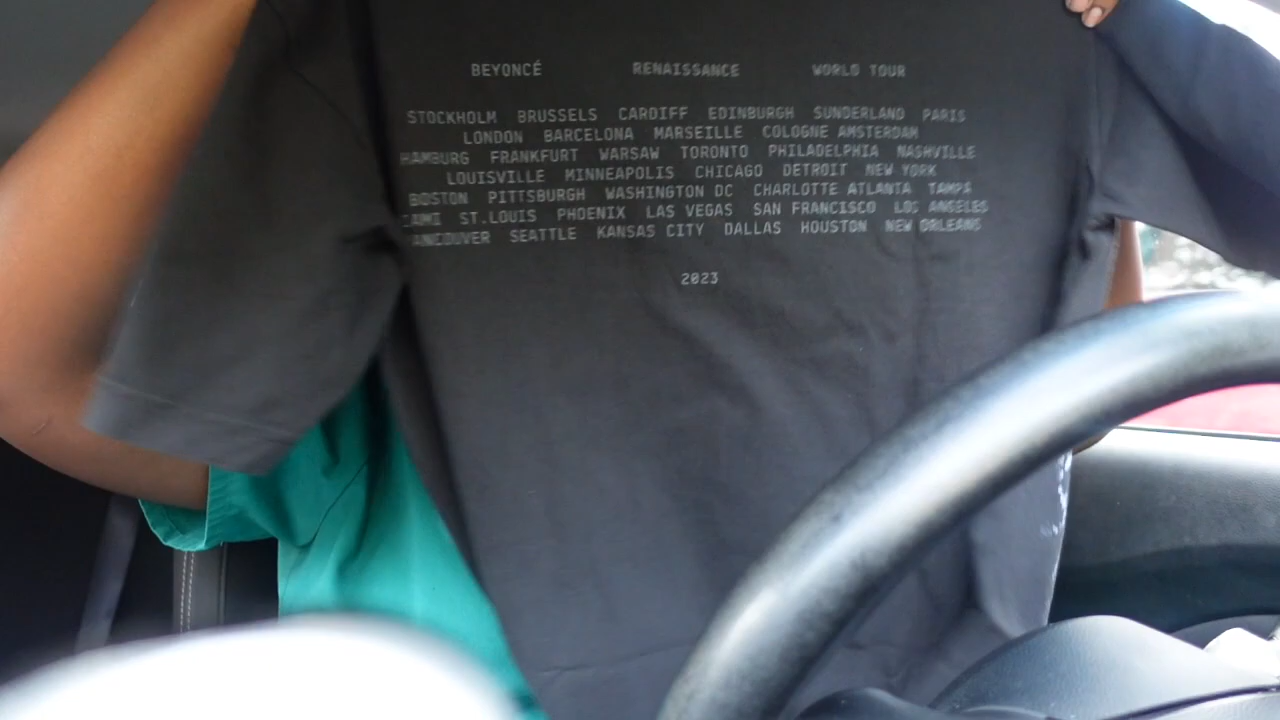 BEYONCÉ RENAISSANCE WORLD TOUR
STOCKHOLM BRUSSELS CARDIFF EDINBURGH SUNDERLAND PARIS
LONDON BARCELONA MARSEILLE COLOGNE AMSTERDAM
HAMBURG FRANKFURT WARSAW TORONTO PHILADELPHIA NASHVILLE
LOUISVILLE MINNEAPOLIS CHICAGO DETROIT NEW YORK
BOSTON PITTSBURGH WASHINGTON DC CHARLOTTE ATLANTA TAMPA
AMI ST.LOUIS PHOENIX LAS VEGAS SAN FRANCISCO LOS ANGELES
ANCOUVER SEATTLE KANSAS CITY DALLAS HOUSTON NEW ORLEANS
2023